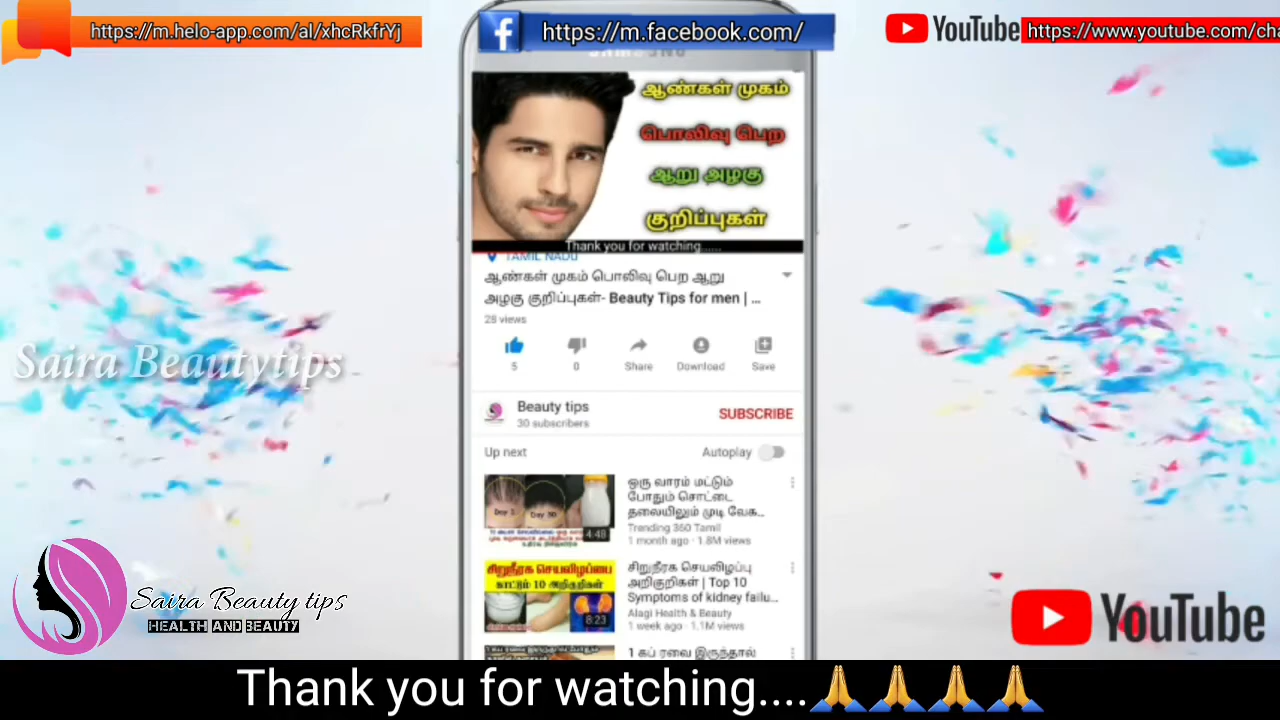 https://m.helo-app.com/al/xhcRkfrYj
https://m.facebook.com/
YouTube
https://www.youtube.com/cha
SAMSUNG
ஆண்கள் முகம்
பொலிவு பெற
ஆறு அழகு
குறிப்புகள்
Thank you for watching......
TAMIL NADU
ஆண்கள் முகம் பொலிவு பெற ஆறு
அழகு குறிப்புகள்- Beauty Tips for men | ...
28 views
5
0
Share
Download
Save
Beauty tips
30 subscribers
SUBSCRIBE
Up next
Autoplay
Day 1
Day 30
4:48
ஒரு வாரம் மட்டும்
போதும் சொட்டை
தலையிலும் முடி வேக...
Trending 360 Tamil
1 month ago · 1.8M views
சிறுநீரக செயலிழப்பை
காட்டும் 10 அறிகுறிகள்
8:23
சிறுநீரக செயலிழப்பு
அறிகுறிகள் | Top 10
Symptoms of kidney failu...
Alagi Health & Beauty
1 week ago · 1.1M views
1 கப் ரவை இருந்தால்
Saira Beautytips
Saira Beauty tips
HEALTH AND BEAUTY
YouTube
Thank you for watching....🙏🙏🙏🙏